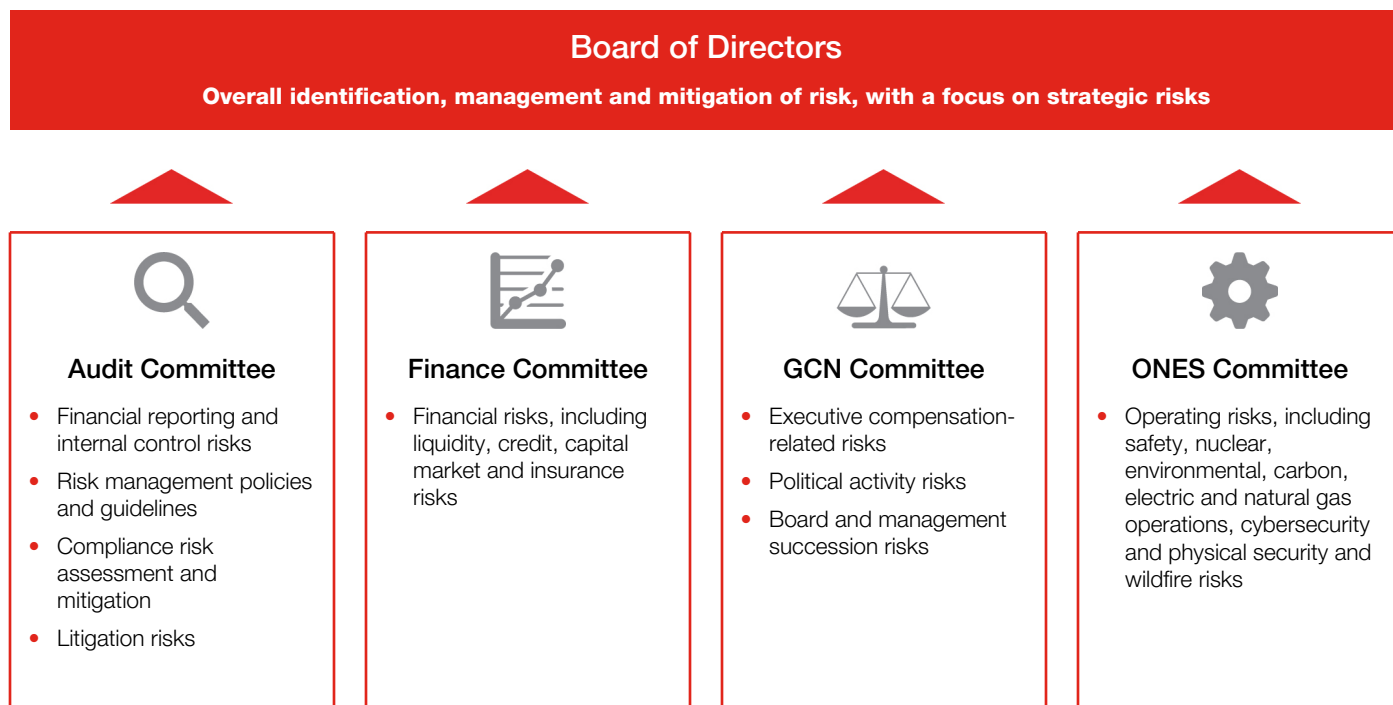 Board of Directors
Overall identification, management and mitigation of risk, with a focus on strategic risks
Audit Committee
• Financial reporting and
internal control risks
• Risk management policies
and guidelines
• Compliance risk
assessment and
mitigation
• Litigation risks
Finance Committee
• Financial risks, including
liquidity, credit, capital
market and insurance
risks
GCN Committee
• Executive compensation-
related risks
• Political activity risks
• Board and management
succession risks
ONES Committee
• Operating risks, including
safety, nuclear,
environmental, carbon,
electric and natural gas
operations, cybersecurity
and physical security and
wildfire risks